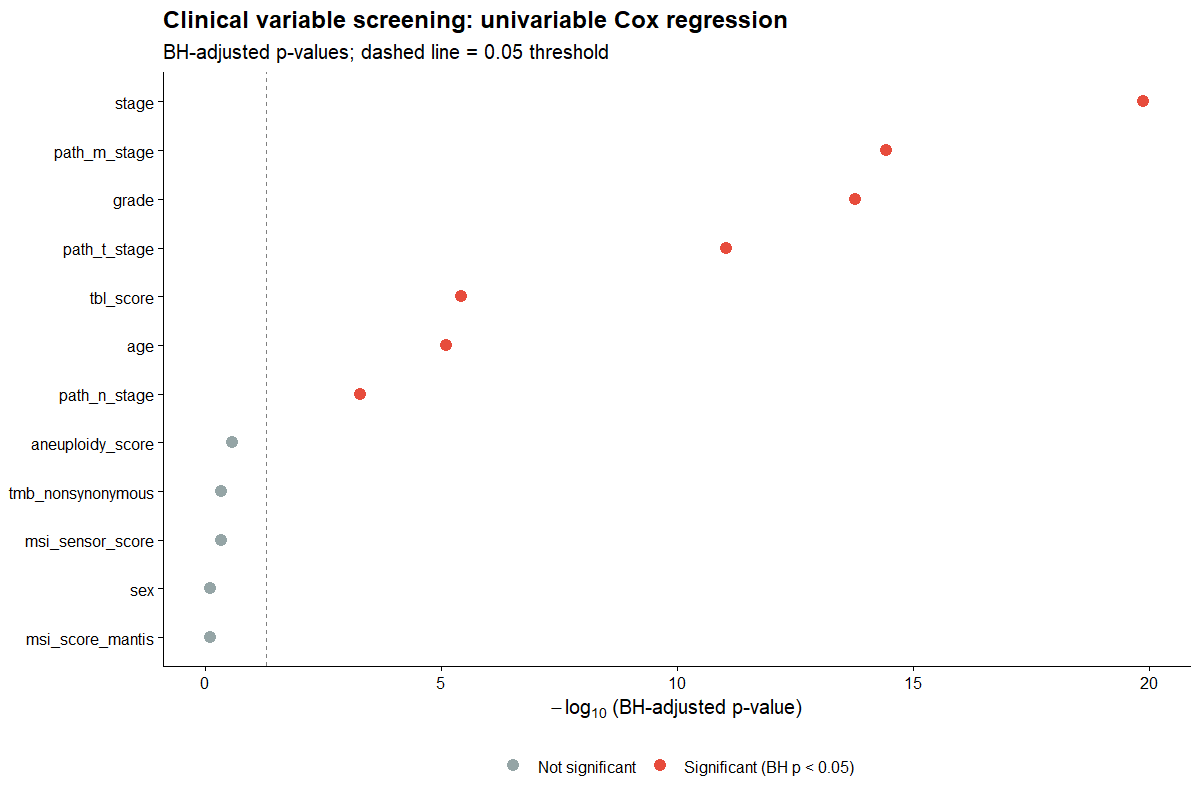 Clinical variable screening: univariable Cox regression
BH-adjusted p-values; dashed line = 0.05 threshold
stage
path_m_stage
grade
path_t_stage
tbl_score
age
path_n_stage
aneuploidy_score
tmb_nonsynonymous
msi_sensor_score
sex
msi_score_mantis
0 5 10 15 20
−log₁₀ (BH-adjusted p-value)
Not significant Significant (BH p < 0.05)